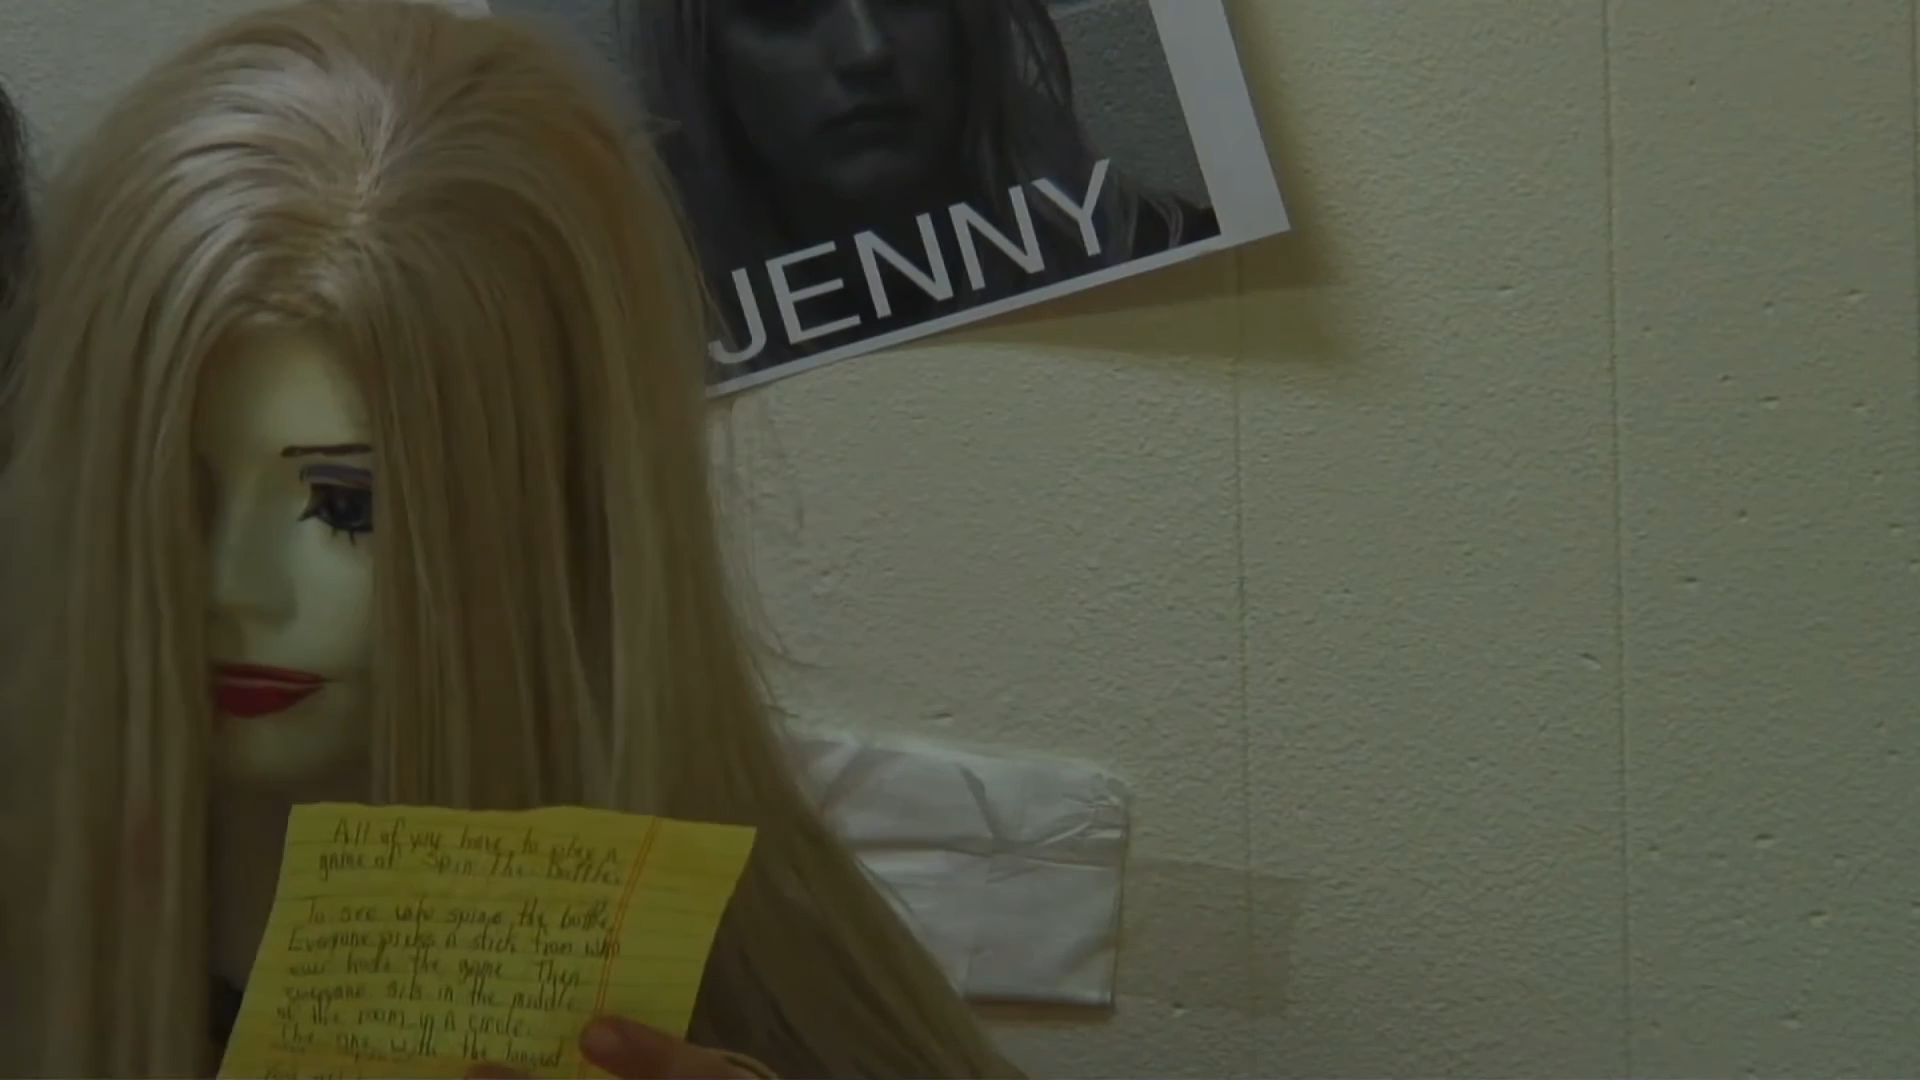 JENNY
All of you have to play a
game of Spin The Bottle.
To see who spins the bottle,
Everyone picks a stick from who
ever hosts the game. Then
everyone sits in the middle
of the room in a circle.
The one with the longest